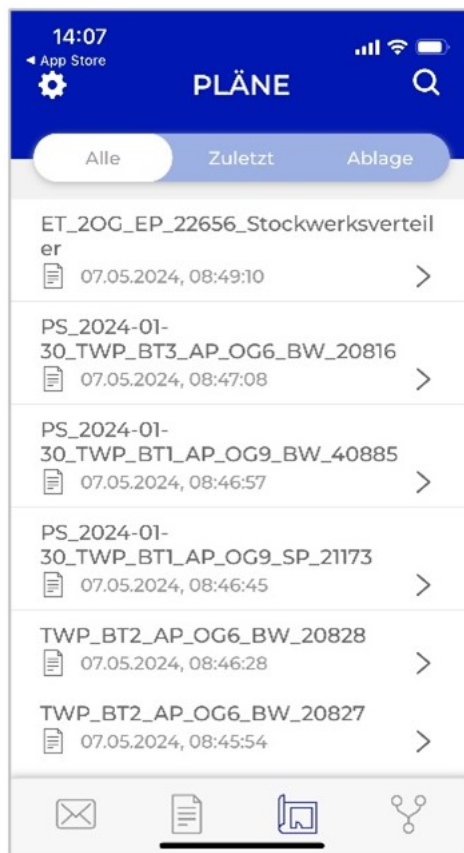 14:07
App Store
PLÄNE
Alle Zuletzt Ablage
ET_2OG_EP_22656_Stockwerksverteil
er
07.05.2024, 08:49:10
PS_2024-01-
30_TWP_BT3_AP_OG6_BW_20816
07.05.2024, 08:47:08
PS_2024-01-
30_TWP_BT1_AP_OG9_BW_40885
07.05.2024, 08:46:57
PS_2024-01-
30_TWP_BT1_AP_OG9_SP_21173
07.05.2024, 08:46:45
TWP_BT2_AP_OG6_BW_20828
07.05.2024, 08:46:28
TWP_BT2_AP_OG6_BW_20827
07.05.2024, 08:45:54